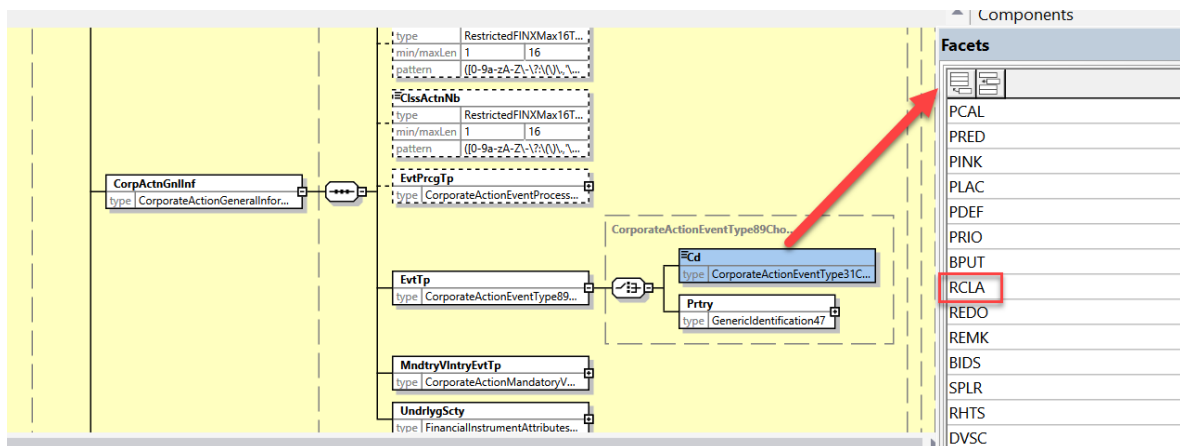 Components
Facets
type RestrictedFINXMax16T...
min/maxLen 1 16
pattern ([0-9a-zA-Z\-\?:\(\)\.,'\...
ClssActnNb
type RestrictedFINXMax16T...
min/maxLen 1 16
pattern ([0-9a-zA-Z\-\?:\(\)\.,'\...
EvtPrcgTp
type CorporateActionEventProcess...
CorpActnGnlInf
type CorporateActionGeneralInfor...
CorporateActionEventType89Cho...
Cd
type CorporateActionEventType31C...
EvtTp
type CorporateActionEventType89...
Prtry
type GenericIdentification47
MndtryVlntryEvtTp
type CorporateActionMandatoryV...
UndrlygScty
type FinancialInstrumentAttributes...
PCAL
PRED
PINK
PLAC
PDEF
PRIO
BPUT
RCLA
REDO
REMK
BIDS
SPLR
RHTS
DVSC